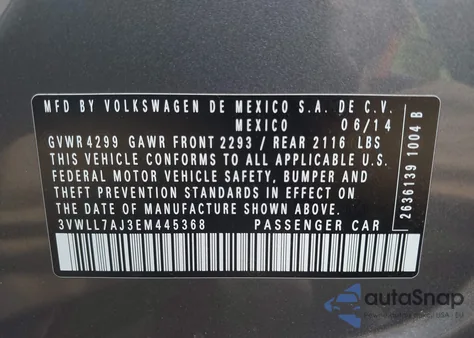 MFD BY VOLKSWAGEN DE MEXICO S.A. DE C.V.
MEXICO 06/14
GVWR 4299 GAWR FRONT 2293 / REAR 2116 LBS
THIS VEHICLE CONFORMS TO ALL APPLICABLE U.S.
FEDERAL MOTOR VEHICLE SAFETY, BUMPER AND
THEFT PREVENTION STANDARDS IN EFFECT ON
THE DATE OF MANUFACTURE SHOWN ABOVE
3VWLL7AJ3EM445368 PASSENGER CAR
2636139 1004 B
autoSnap